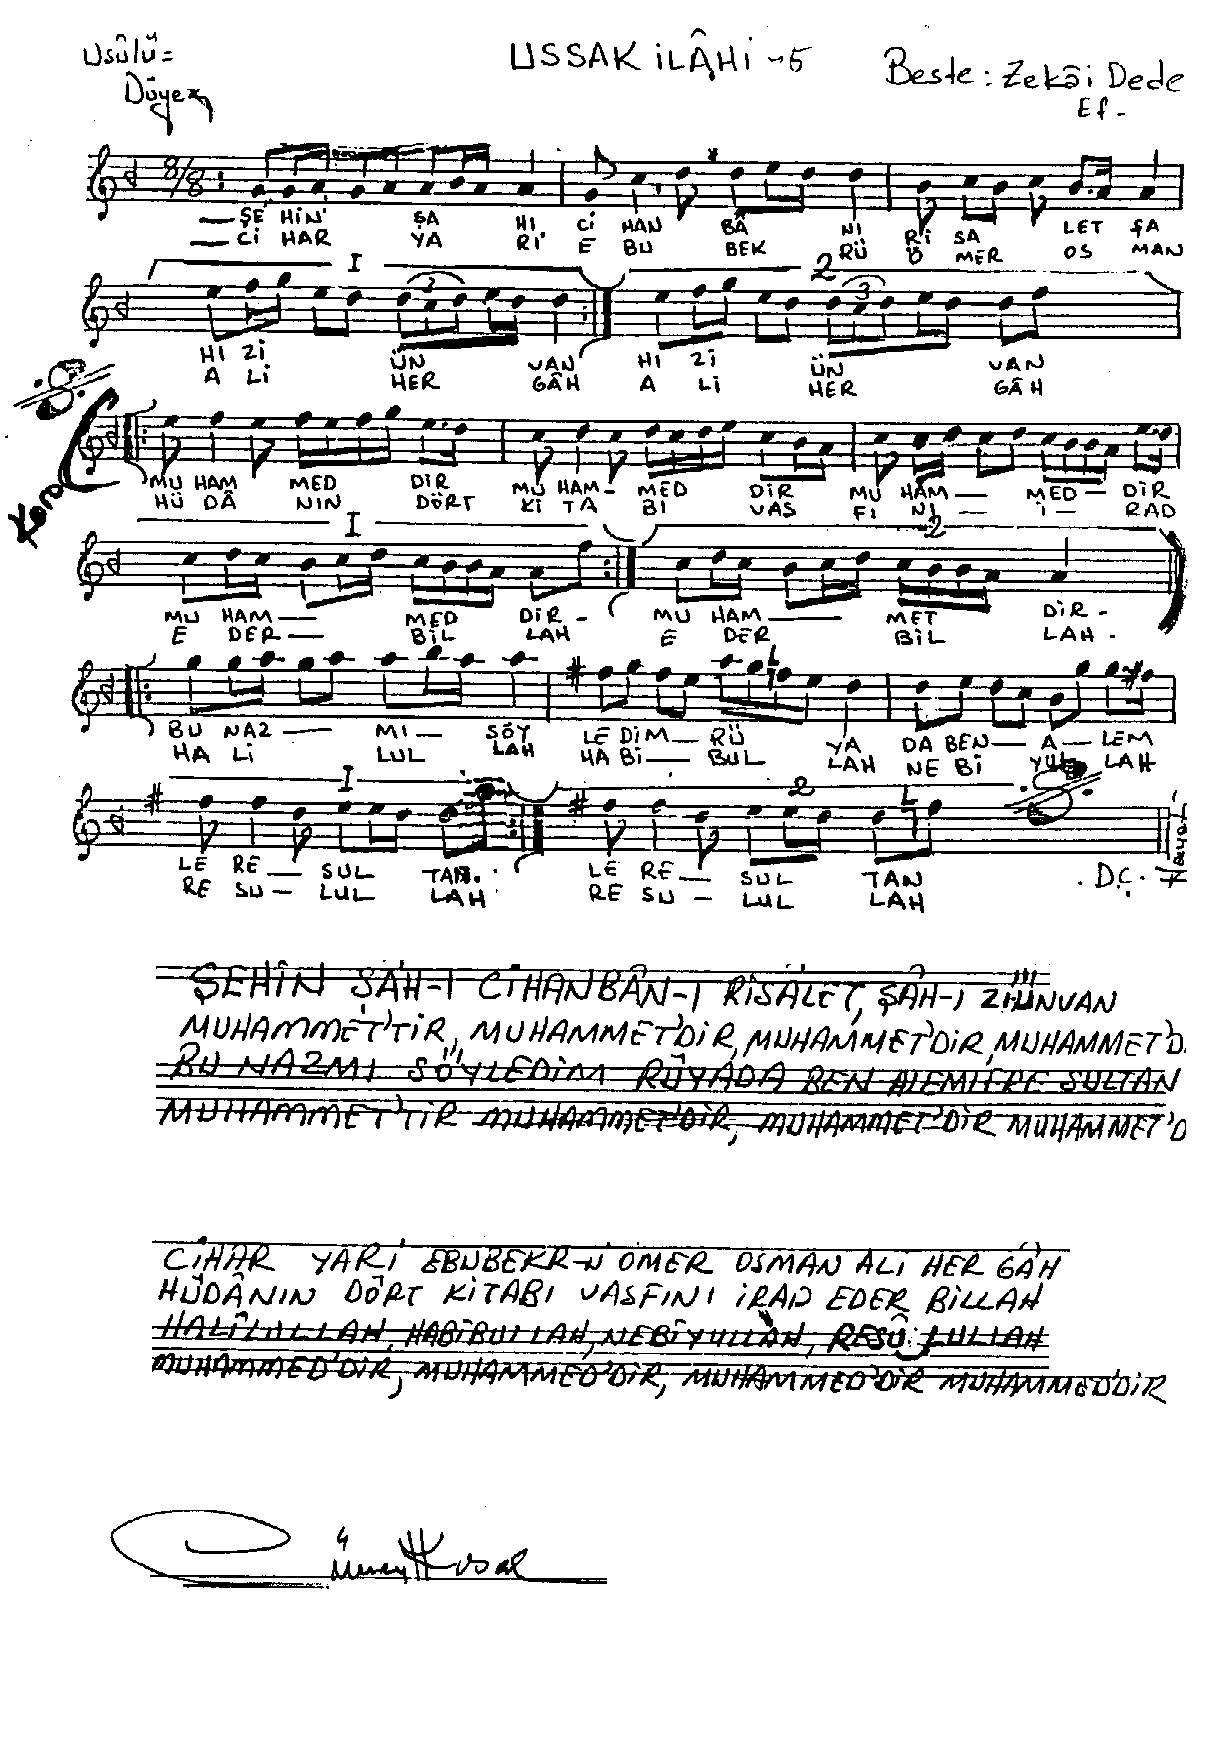 Usûlü=
Düyek
USSAK İLÂHİ -5
Beste: Zekâi Dede
Ef-
8/8
— ŞE HİN ŞA HI Cİ HAN BÂ NI Rİ SA LET ŞA
— Cİ HAR YA Rİ E BU BEK RÜ Ö MER OS MAN
I 2
3 3
HI Zİ ÜN VAN HI Zİ ÜN VAN
A Lİ HER GÂH A Lİ HER GÂH
Koro
MU HAM MED DİR MU HAM- MED DİR MU HAM — MED — DİR
HÜ DÂ NIN DÖRT Kİ TA BI VAS FI NI — İ — RAD
I 2
MU HAM — MED DİR - MU HAM — MET DİR -
E DER — BİL LAH E DER BİL LAH -
BU NAZ — MI — SÖY LE DİM — RÜ YA DA BEN — A — LEM
HA Lİ LUL LAH HA Bİ — BUL LAH NE Bİ YUL LAH
I 2
LE RE — SUL TAN. LE RE — SUL TAN
RE SU — LUL LAH RE SU — LUL LAH
. D.C. .
ŞEHİN ŞÂH-I CİHANBÂN-I RİSÂLET, ŞÂH-I ZİÜNVAN
MUHAMMET'TİR, MUHAMMET'DİR, MUHAMMET'DİR, MUHAMMET'D
BU NAZMI SÖYLEDİM RÜYADA BEN ALEMLERE SULTAN
MUHAMMET'TİR MUHAMMET'DİR, MUHAMMET'DİR MUHAMMET'D
CİHAR YARİ EBUBEKR-Ü ÖMER OSMAN ALİ HER GÂH
HÜDÂNIN DÖRT KİTABI VASFINI İRAD EDER BİLLAH
HALİLULLAH, HABİBULLAH, NEBİYULLAH, RESÛLULLAH
MUHAMMED'DİR, MUHAMMED'DİR, MUHAMMED'DİR MUHAMMED'DİR